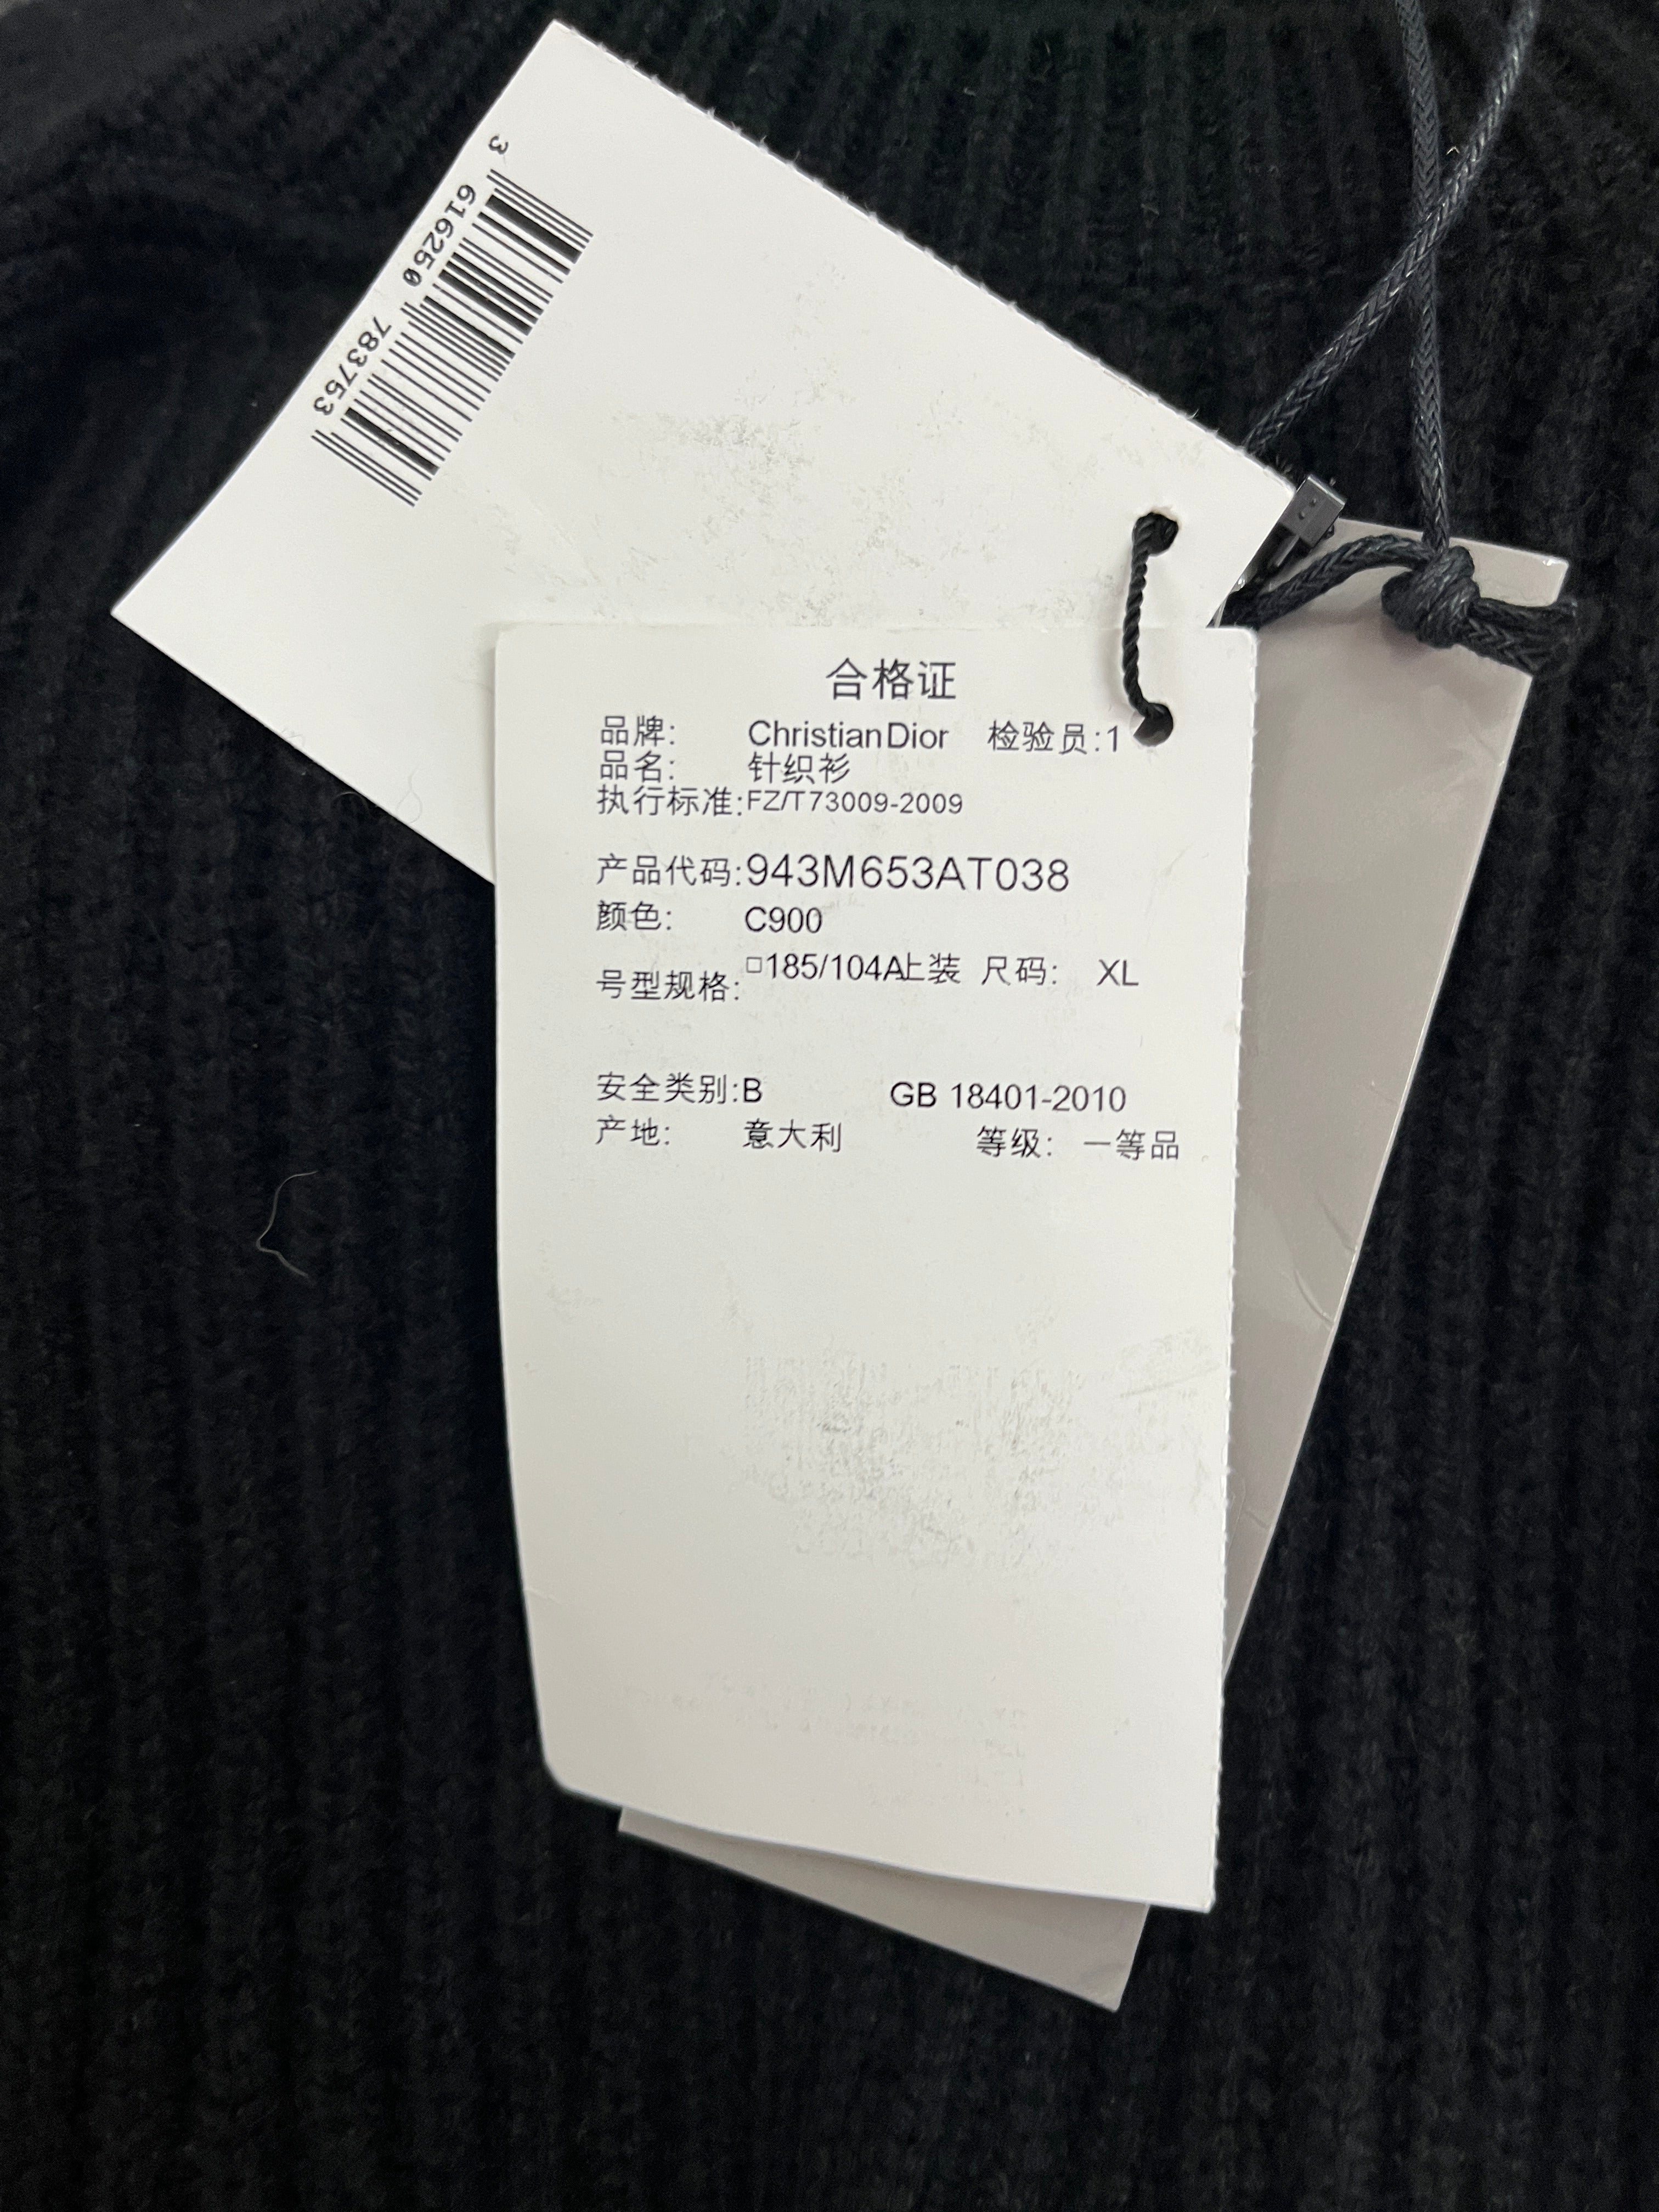 3 616250 783753
合格证
品牌: Christian Dior 检验员:1
品名: 针织衫
执行标准:FZ/T73009-2009
产品代码:943M653AT038
颜色: C900
号型规格: □185/104A上装 尺码: XL
安全类别:B GB 18401-2010
产地: 意大利 等级: 一等品